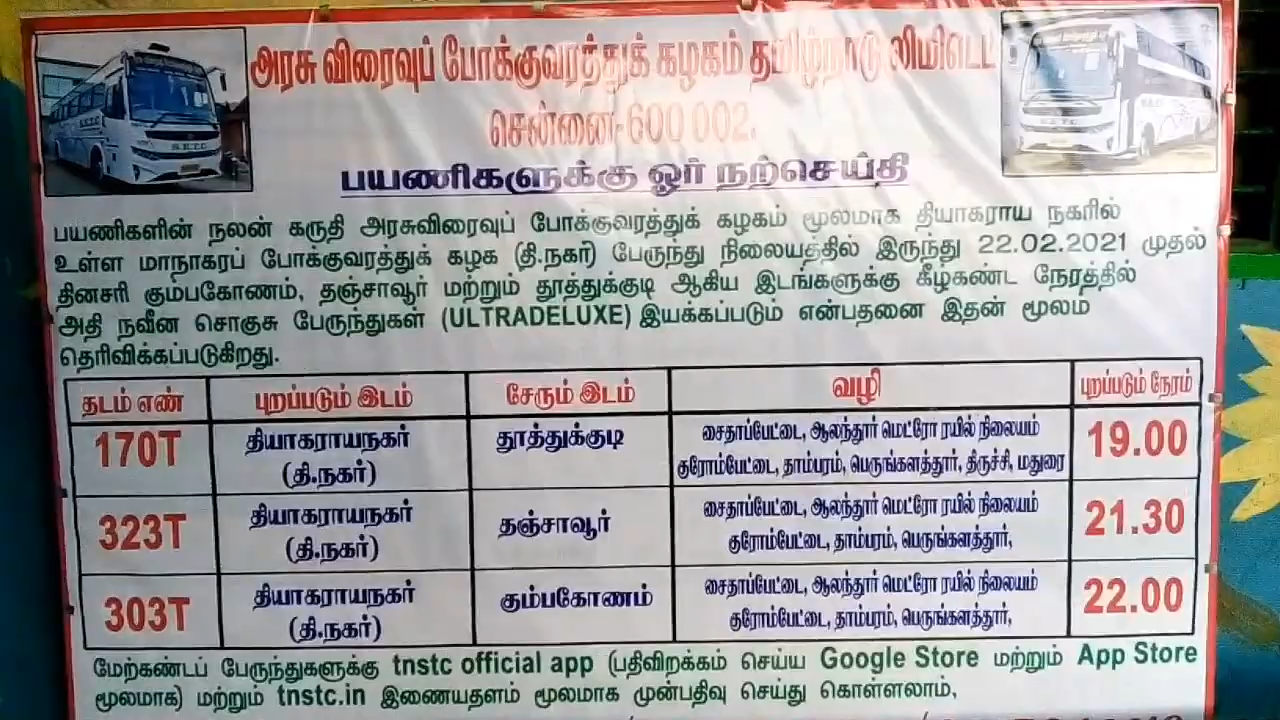 அரசு விரைவுப் போக்குவரத்துக் கழகம் தமிழ்நாடு லிமிடெட்
சென்னை-600 002.
பயணிகளுக்கு ஓர் நற்செய்தி
பயணிகளின் நலன் கருதி அரசுவிரைவுப் போக்குவரத்துக் கழகம் மூலமாக தியாகராய நகரில்
உள்ள மாநாகரப் போக்குவரத்துக் கழக (தி.நகர்) பேருந்து நிலையத்தில் இருந்து 22.02.2021 முதல்
தினசரி கும்பகோணம், தஞ்சாவூர் மற்றும் தூத்துக்குடி ஆகிய இடங்களுக்கு கீழ்கண்ட நேரத்தில்
அதி நவீன சொகுசு பேருந்துகள் (ULTRADELUXE) இயக்கப்படும் என்பதனை இதன் மூலம்
தெரிவிக்கப்படுகிறது.
தடம் எண் புறப்படும் இடம் சேரும் இடம் வழி புறப்படும் நேரம்
170T தியாகராயநகர் (தி.நகர்) தூத்துக்குடி சைதாப்பேட்டை, ஆலந்தூர் மெட்ரோ ரயில் நிலையம் குரோம்பேட்டை, தாம்பரம், பெருங்களத்தூர், திருச்சி, மதுரை 19.00
323T தியாகராயநகர் (தி.நகர்) தஞ்சாவூர் சைதாப்பேட்டை, ஆலந்தூர் மெட்ரோ ரயில் நிலையம் குரோம்பேட்டை, தாம்பரம், பெருங்களத்தூர், 21.30
303T தியாகராயநகர் (தி.நகர்) கும்பகோணம் சைதாப்பேட்டை, ஆலந்தூர் மெட்ரோ ரயில் நிலையம் குரோம்பேட்டை, தாம்பரம், பெருங்களத்தூர், 22.00
மேற்கண்டப் பேருந்துகளுக்கு tnstc official app (பதிவிறக்கம் செய்ய Google Store மற்றும் App Store
மூலமாக) மற்றும் tnstc.in இணையதளம் மூலமாக முன்பதிவு செய்து கொள்ளலாம்,